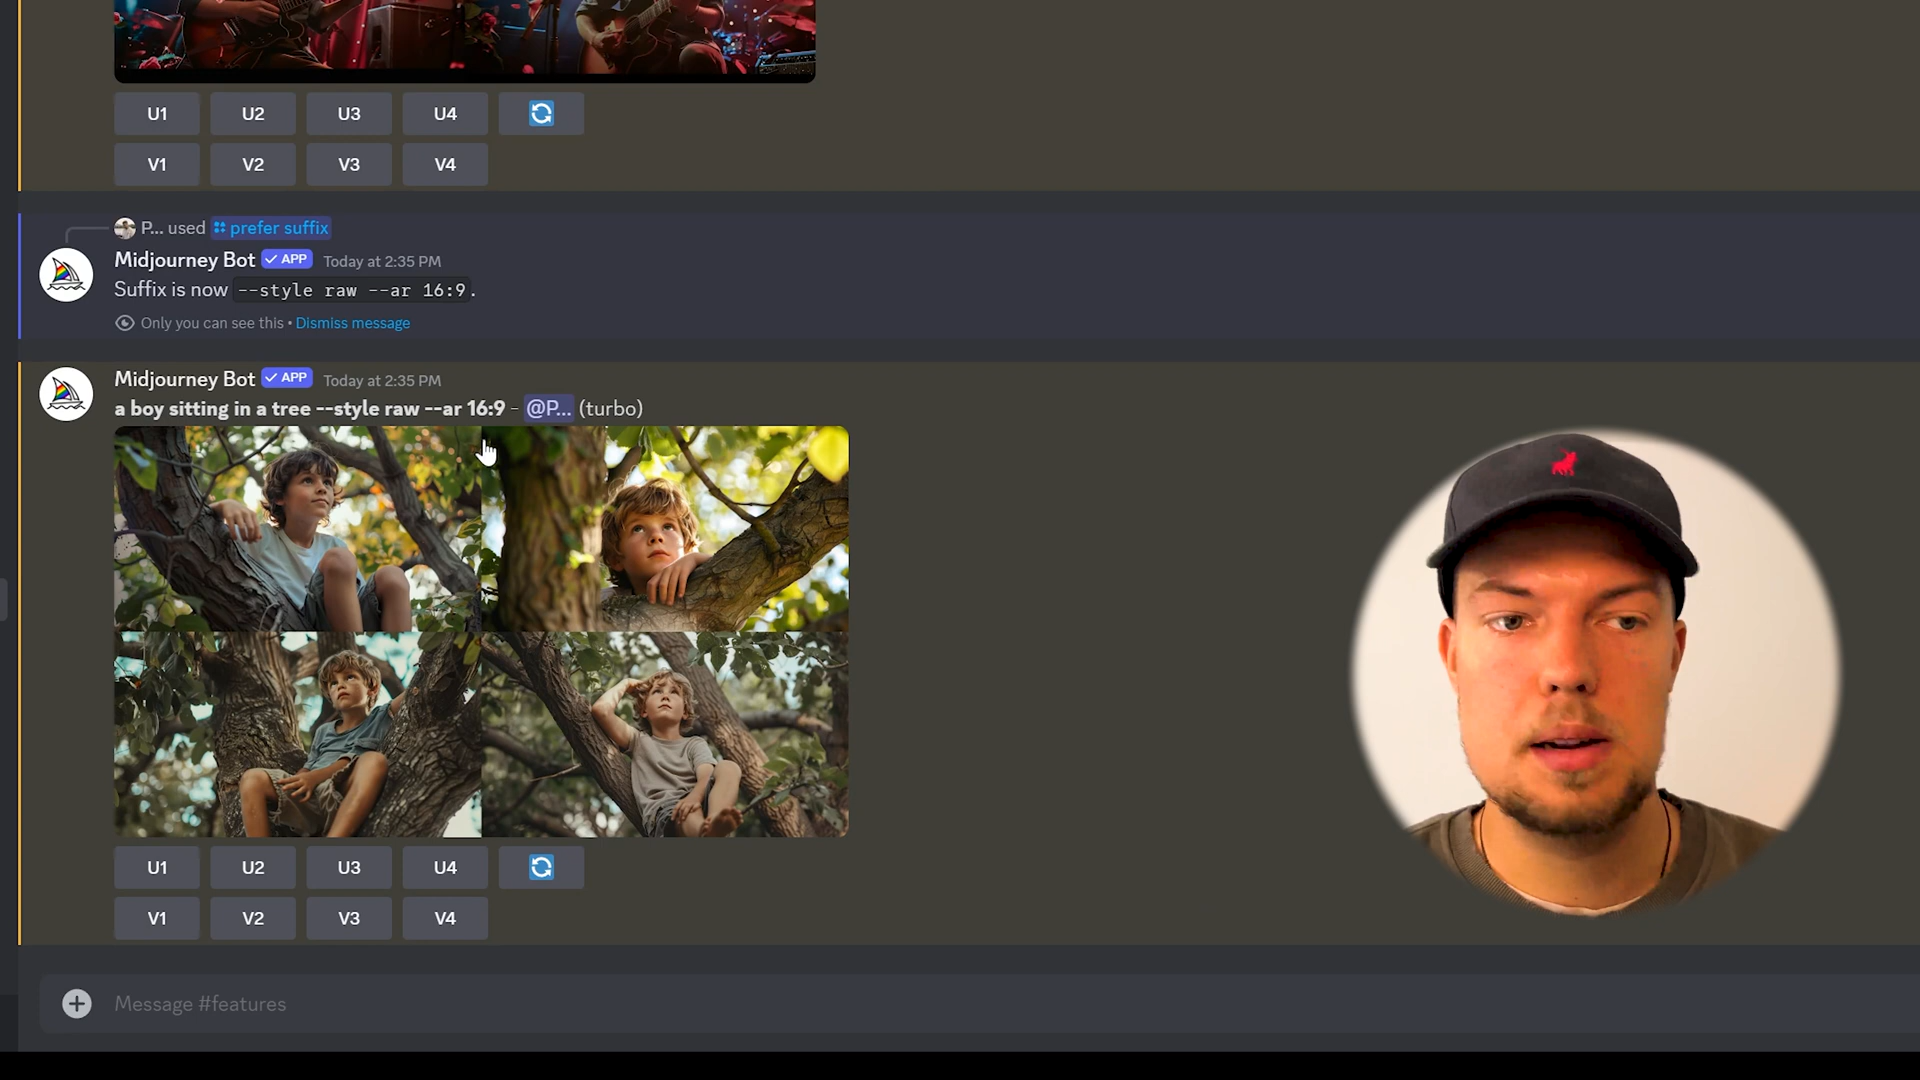 U1 U2 U3 U4
V1 V2 V3 V4
P... used prefer suffix
Midjourney Bot APP Today at 2:35 PM
Suffix is now --style raw --ar 16:9.
Only you can see this • Dismiss message
Midjourney Bot APP Today at 2:35 PM
a boy sitting in a tree --style raw --ar 16:9 - @P... (turbo)
U1 U2 U3 U4
V1 V2 V3 V4
Message #features